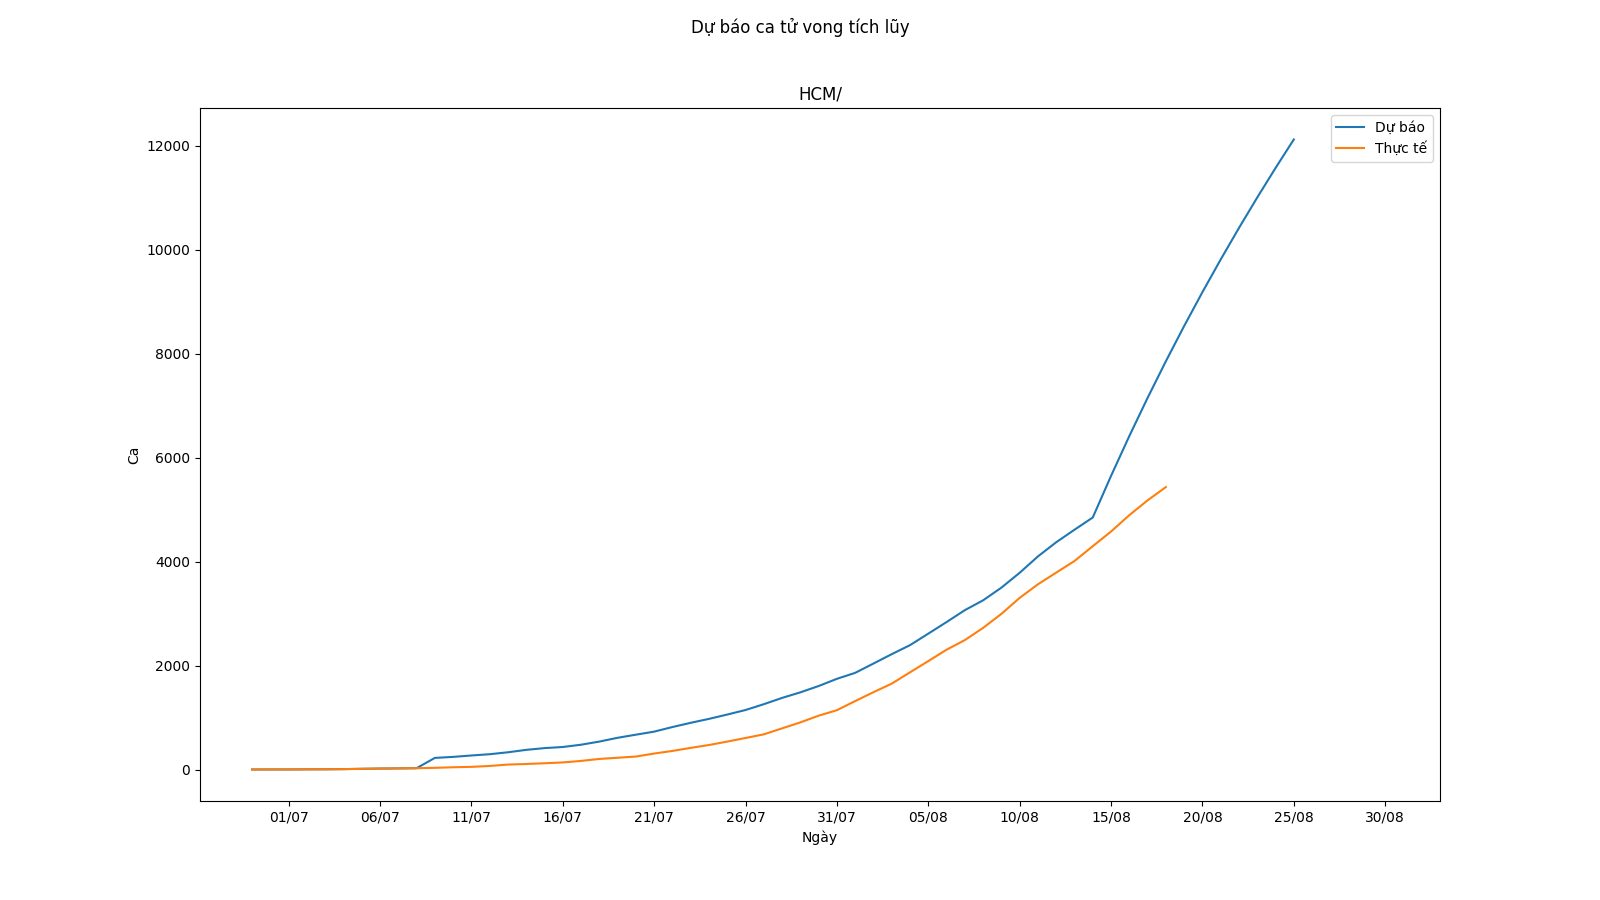 Dự báo ca tử vong tích lũy
HCM/
Dự báo
Thực tế
12000
10000
8000
6000
4000
2000
0
Ca
01/07 06/07 11/07 16/07 21/07 26/07 31/07 05/08 10/08 15/08 20/08 25/08 30/08
Ngày